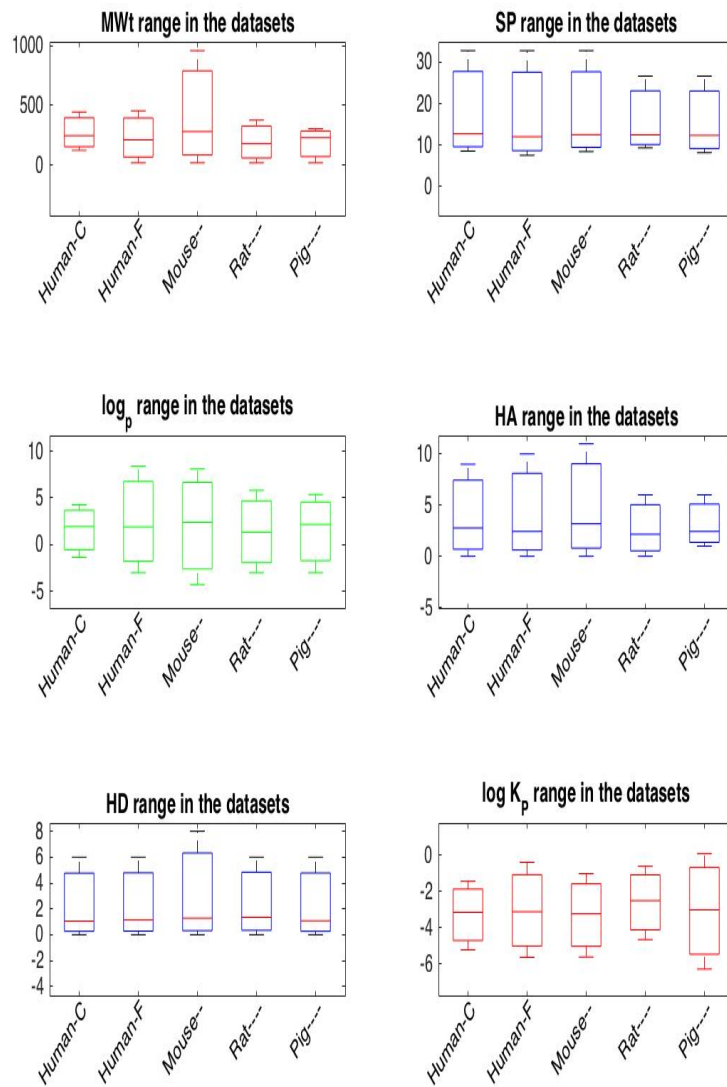 MWt range in the datasets
1000
500
0
Human-C Human-F Mouse-- Rat---- Pig----
SP range in the datasets
30
20
10
0
Human-C Human-F Mouse-- Rat---- Pig----
log_p range in the datasets
10
5
0
-5
Human-C Human-F Mouse-- Rat---- Pig----
HA range in the datasets
10
5
0
-5
Human-C Human-F Mouse-- Rat---- Pig----
HD range in the datasets
8
6
4
2
0
-2
-4
Human-C Human-F Mouse-- Rat---- Pig----
log K_p range in the datasets
0
-2
-4
-6
Human-C Human-F Mouse-- Rat---- Pig----